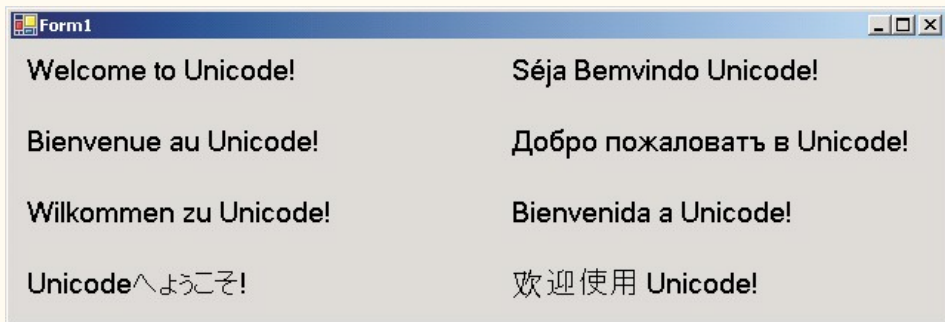 Form1
Welcome to Unicode!
Séja Bemvindo Unicode!
Bienvenue au Unicode!
Добро пожаловатъ в Unicode!
Wilkommen zu Unicode!
Bienvenida a Unicode!
Unicodeへようこそ!
欢迎使用 Unicode!